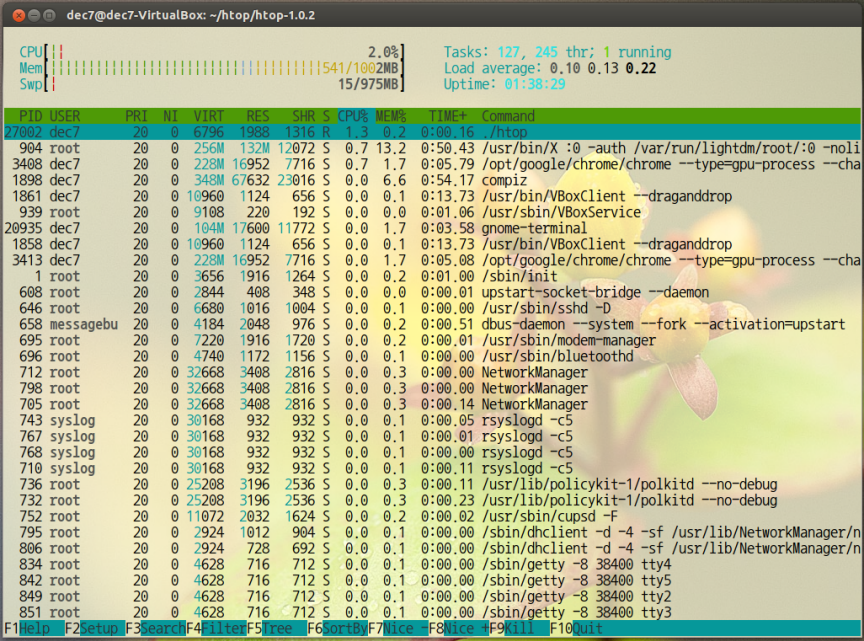 dec7@dec7-VirtualBox: ~/htop/htop-1.0.2
CPU[|| 2.0%] Tasks: 127, 245 thr; 1 running
Mem[||||||||||||||||||||||||||||||||||541/1002MB] Load average: 0.10 0.13 0.22
Swp[| 15/975MB] Uptime: 01:38:29
PID USER PRI NI VIRT RES SHR S CPU% MEM% TIME+ Command
27002 dec7 20 0 6796 1988 1316 R 1.3 0.2 0:00.16 ./htop
904 root 20 0 256M 132M 12072 S 0.7 13.2 0:50.43 /usr/bin/X :0 -auth /var/run/lightdm/root/:0 -noli
3408 dec7 20 0 228M 16952 7716 S 0.7 1.7 0:05.79 /opt/google/chrome/chrome --type=gpu-process --cha
1898 dec7 20 0 348M 67632 23016 S 0.0 6.6 0:54.17 compiz
1861 dec7 20 0 10960 1124 656 S 0.0 0.1 0:13.73 /usr/bin/VBoxClient --draganddrop
939 root 20 0 9108 220 192 S 0.0 0.0 0:01.06 /usr/sbin/VBoxService
20935 dec7 20 0 104M 17600 11772 S 0.0 1.7 0:03.58 gnome-terminal
1858 dec7 20 0 10960 1124 656 S 0.0 0.1 0:13.73 /usr/bin/VBoxClient --draganddrop
3413 dec7 20 0 228M 16952 7716 S 0.0 1.7 0:05.08 /opt/google/chrome/chrome --type=gpu-process --cha
1 root 20 0 3656 1916 1264 S 0.0 0.2 0:01.00 /sbin/init
608 root 20 0 2844 408 348 S 0.0 0.0 0:00.01 upstart-socket-bridge --daemon
646 root 20 0 6680 1016 1004 S 0.0 0.1 0:00.00 /usr/sbin/sshd -D
658 messagebu 20 0 4184 2048 976 S 0.0 0.2 0:00.51 dbus-daemon --system --fork --activation=upstart
695 root 20 0 7220 1916 1720 S 0.0 0.2 0:00.01 /usr/sbin/modem-manager
696 root 20 0 4740 1172 1156 S 0.0 0.1 0:00.00 /usr/sbin/bluetoothd
712 root 20 0 32668 3408 2816 S 0.0 0.3 0:00.00 NetworkManager
798 root 20 0 32668 3408 2816 S 0.0 0.3 0:00.00 NetworkManager
705 root 20 0 32668 3408 2816 S 0.0 0.3 0:00.14 NetworkManager
743 syslog 20 0 30168 932 932 S 0.0 0.1 0:00.05 rsyslogd -c5
767 syslog 20 0 30168 932 932 S 0.0 0.1 0:00.01 rsyslogd -c5
768 syslog 20 0 30168 932 932 S 0.0 0.1 0:00.00 rsyslogd -c5
710 syslog 20 0 30168 932 932 S 0.0 0.1 0:00.11 rsyslogd -c5
736 root 20 0 25208 3196 2536 S 0.0 0.3 0:00.11 /usr/lib/policykit-1/polkitd --no-debug
732 root 20 0 25208 3196 2536 S 0.0 0.3 0:00.23 /usr/lib/policykit-1/polkitd --no-debug
752 root 20 0 11072 2032 1624 S 0.0 0.2 0:00.02 /usr/sbin/cupsd -F
795 root 20 0 2924 1012 904 S 0.0 0.1 0:00.00 /sbin/dhclient -d -4 -sf /usr/lib/NetworkManager/n
806 root 20 0 2924 728 692 S 0.0 0.1 0:00.00 /sbin/dhclient -d -4 -sf /usr/lib/NetworkManager/n
834 root 20 0 4628 716 712 S 0.0 0.1 0:00.00 /sbin/getty -8 38400 tty4
842 root 20 0 4628 716 712 S 0.0 0.1 0:00.00 /sbin/getty -8 38400 tty5
849 root 20 0 4628 716 712 S 0.0 0.1 0:00.00 /sbin/getty -8 38400 tty2
851 root 20 0 4628 716 712 S 0.0 0.1 0:00.00 /sbin/getty -8 38400 tty3
F1Help F2Setup F3SearchF4FilterF5Tree F6SortByF7Nice -F8Nice +F9Kill F10Quit